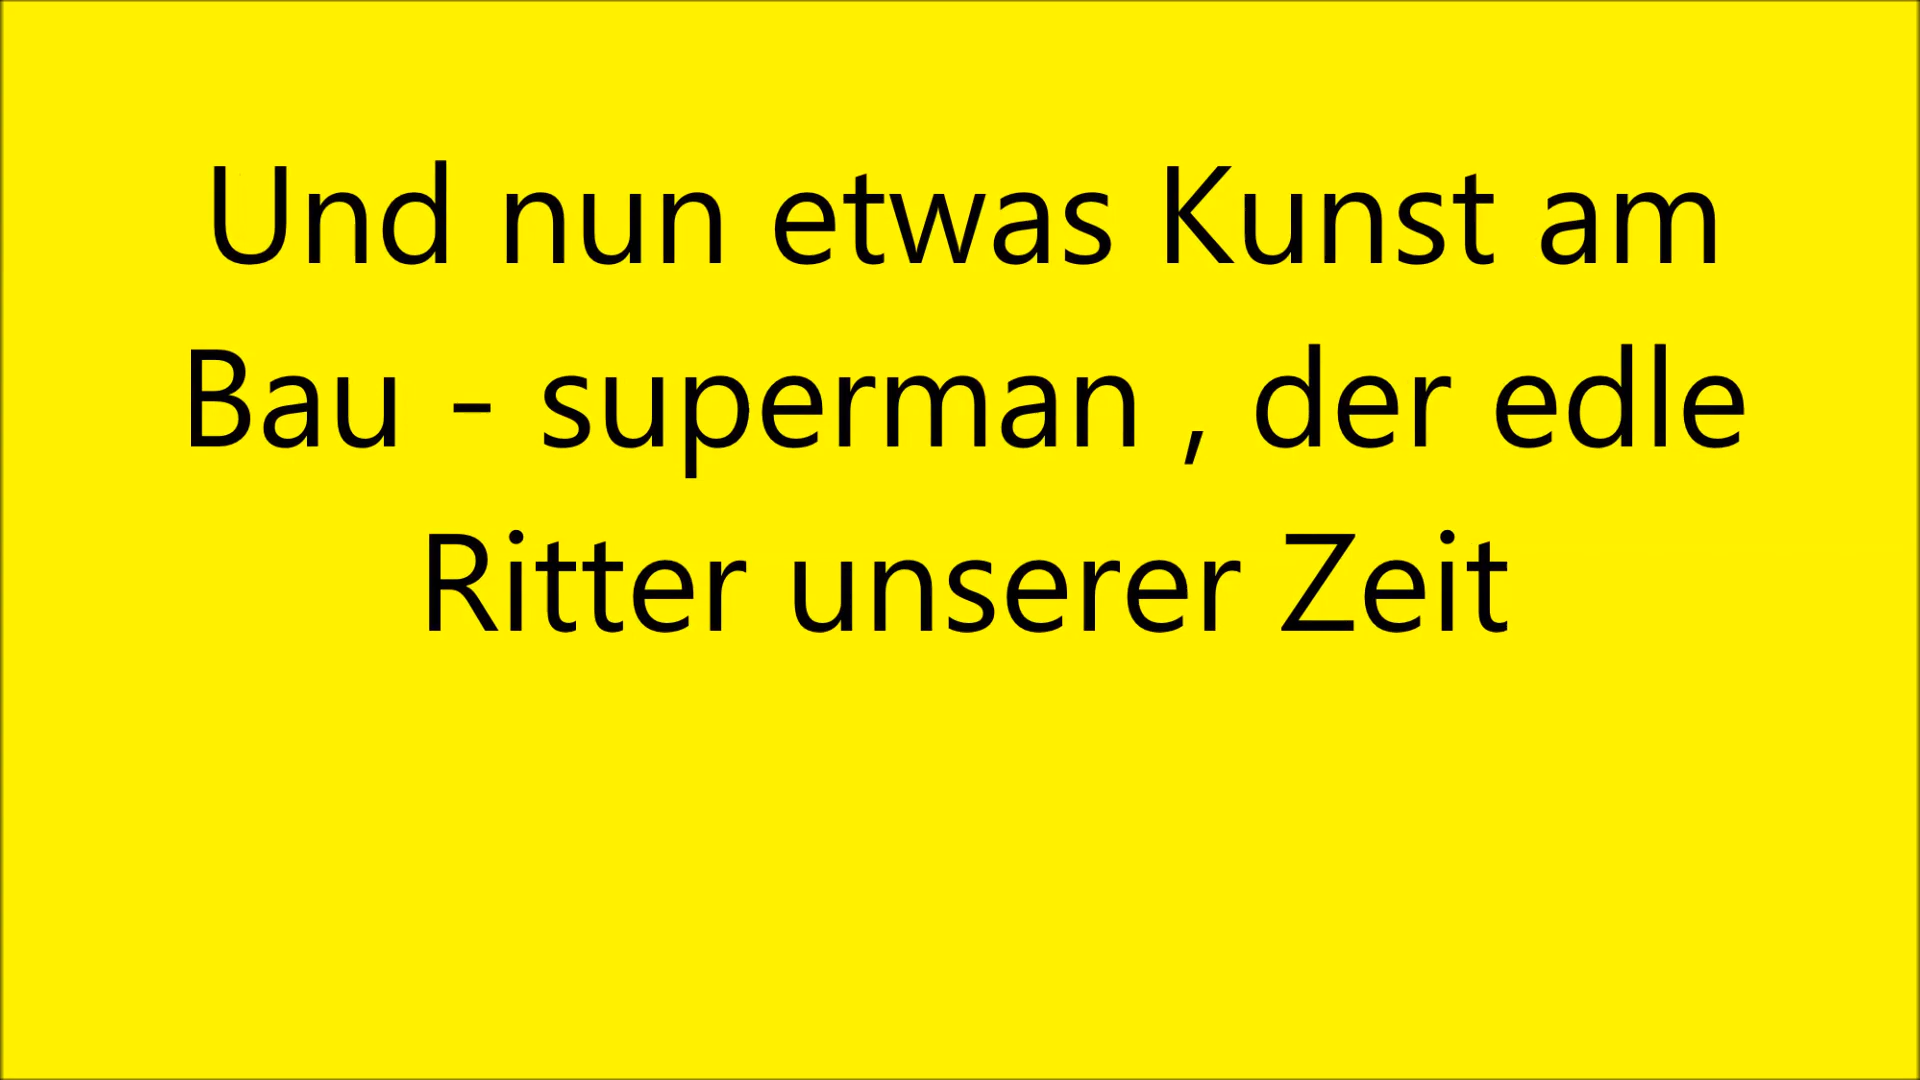 Und nun etwas Kunst am
Bau - superman , der edle
Ritter unserer Zeit